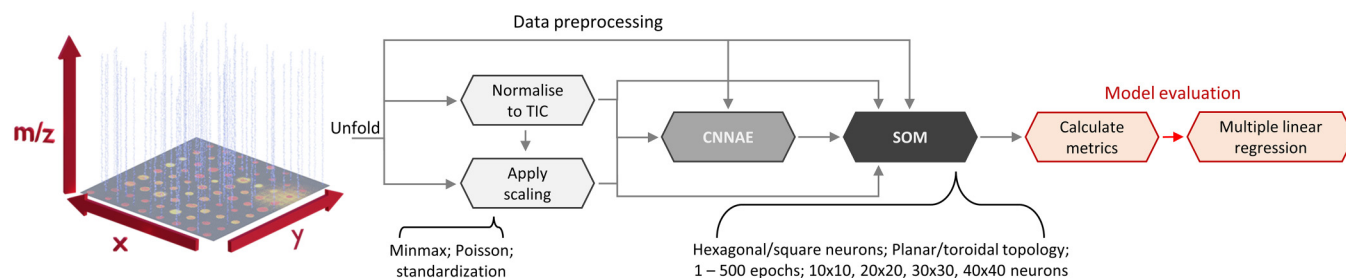 Data preprocessing
m/z
x
y
Unfold
Normalise
to TIC
Apply
scaling
Minmax; Poisson;
standardization
CNNAE
SOM
Hexagonal/square neurons; Planar/toroidal topology;
1 – 500 epochs; 10x10, 20x20, 30x30, 40x40 neurons
Model evaluation
Calculate
metrics
Multiple linear
regression